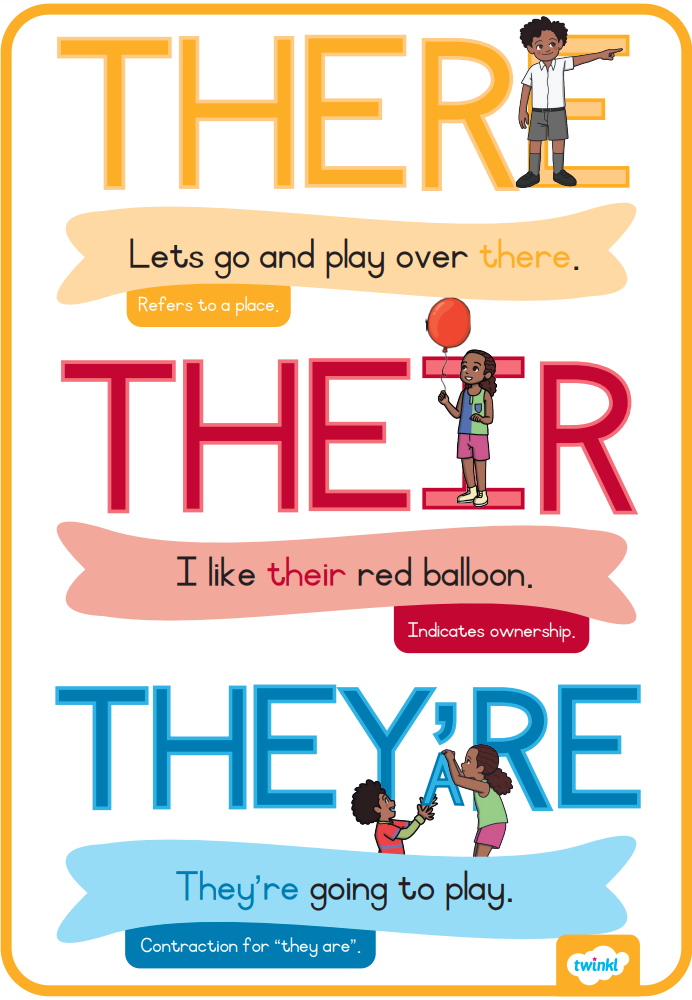 THERE
Lets go and play over there.
Refers to a place.
THEIR
I like their red balloon.
Indicates ownership.
THEY’RE
A
They’re going to play.
Contraction for “they are”.
twinkl